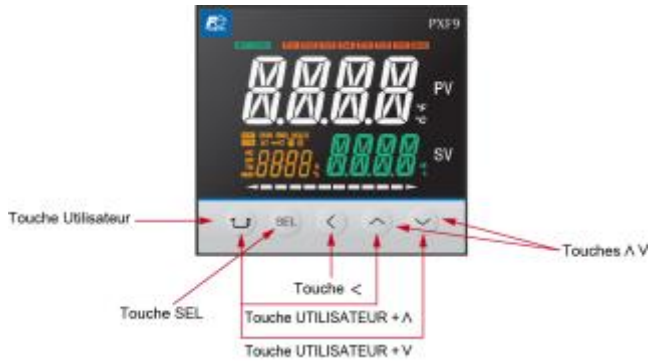 PXF9
PV
°F
°C
SV
SEL
Touche Utilisateur
Touches Λ V
Touche <
Touche SEL
Touche UTILISATEUR + Λ
Touche UTILISATEUR + V